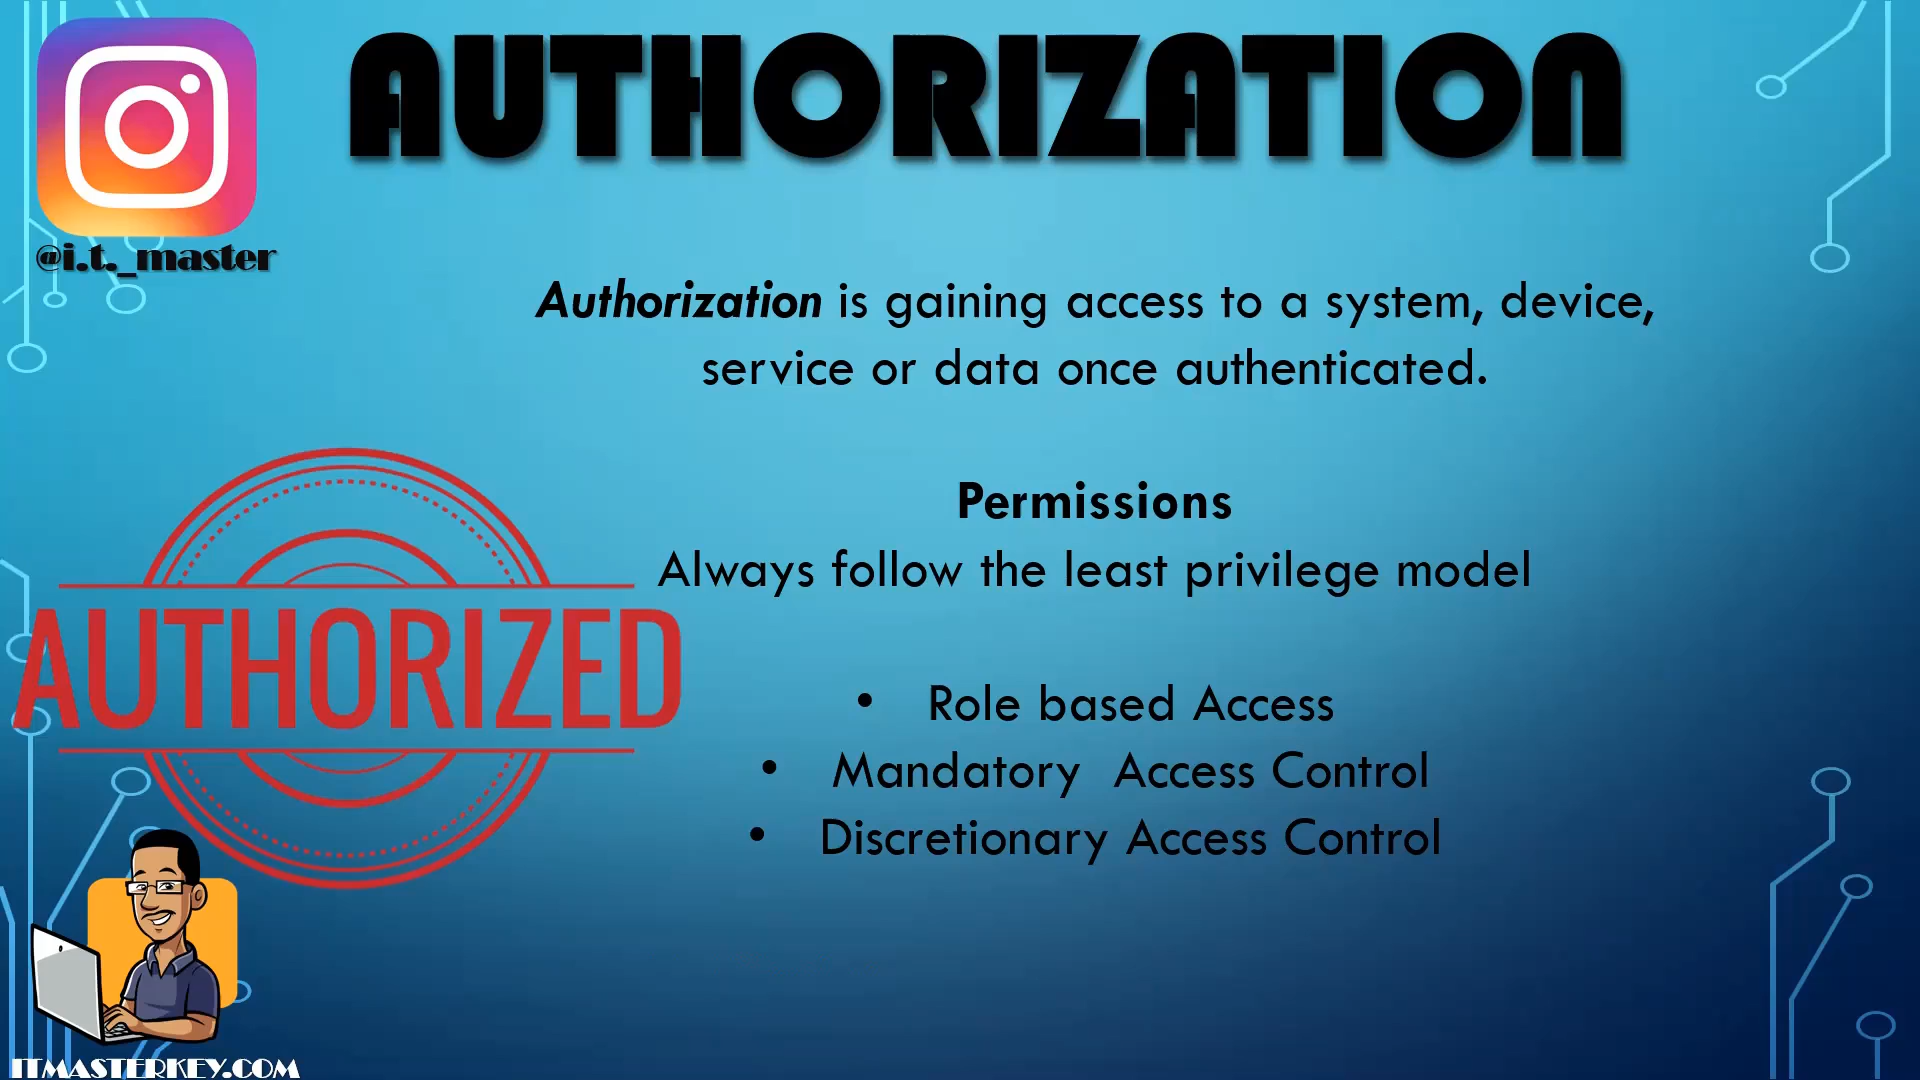 AUTHORIZATION
@i.t._master
Authorization is gaining access to a system, device,
service or data once authenticated.
Permissions
Always follow the least privilege model
AUTHORIZED
• Role based Access
• Mandatory  Access Control
• Discretionary Access Control
ITMASTERKEY.COM